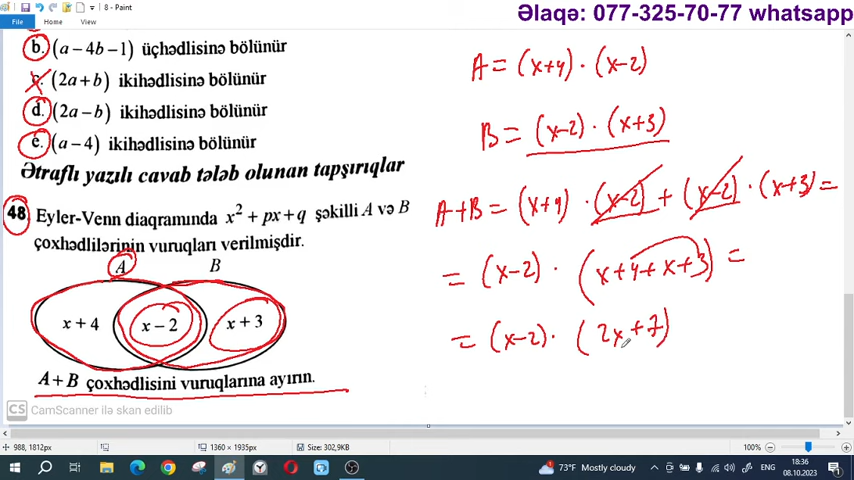 8 - Paint
Əlaqə: 077-325-70-77 whatsapp
File Home View
b. (a − 4b − 1) üçhədlisinə bölünür
c. (2a + b) ikihədlisinə bölünür
d. (2a − b) ikihədlisinə bölünür
e. (a − 4) ikihədlisinə bölünür
Ətraflı yazılı cavab tələb olunan tapşırıqlar
48 Eyler-Venn diaqramında x² + px + q şəkilli A və B
çoxhədlilərinin vuruqları verilmişdir.
A B
x + 4 x − 2 x + 3
A + B çoxhədlisini vuruqlarına ayırın.
CS CamScanner ilə skan edilib
A = (x+4) · (x−2)
B = (x−2) · (x+3)
A+B = (x+4) · (x−2) + (x−2) · (x+3) =
= (x−2) · (x+4+x+3) =
= (x−2) · (2x+7)
988, 1812px 1360 × 1935px Size: 302,9KB 100%
73°F Mostly cloudy ENG 18:36
08.10.2023